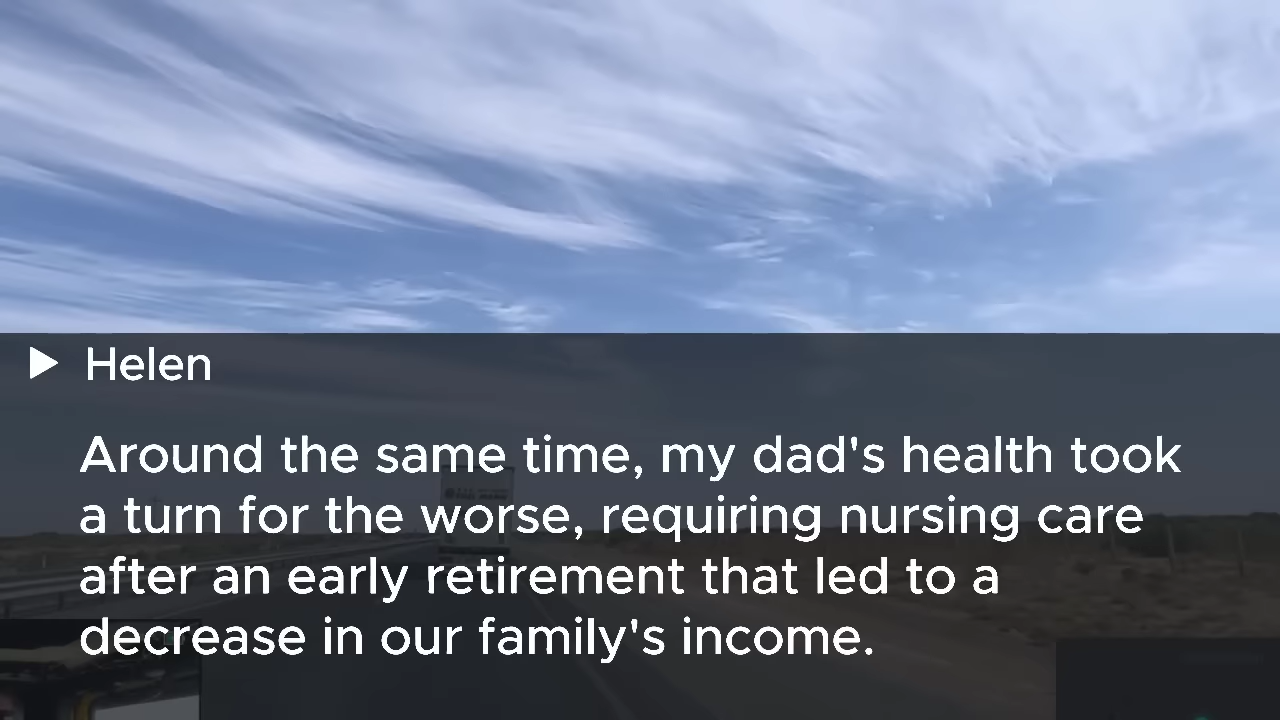 Helen
Around the same time, my dad's health took
a turn for the worse, requiring nursing care
after an early retirement that led to a
decrease in our family's income.